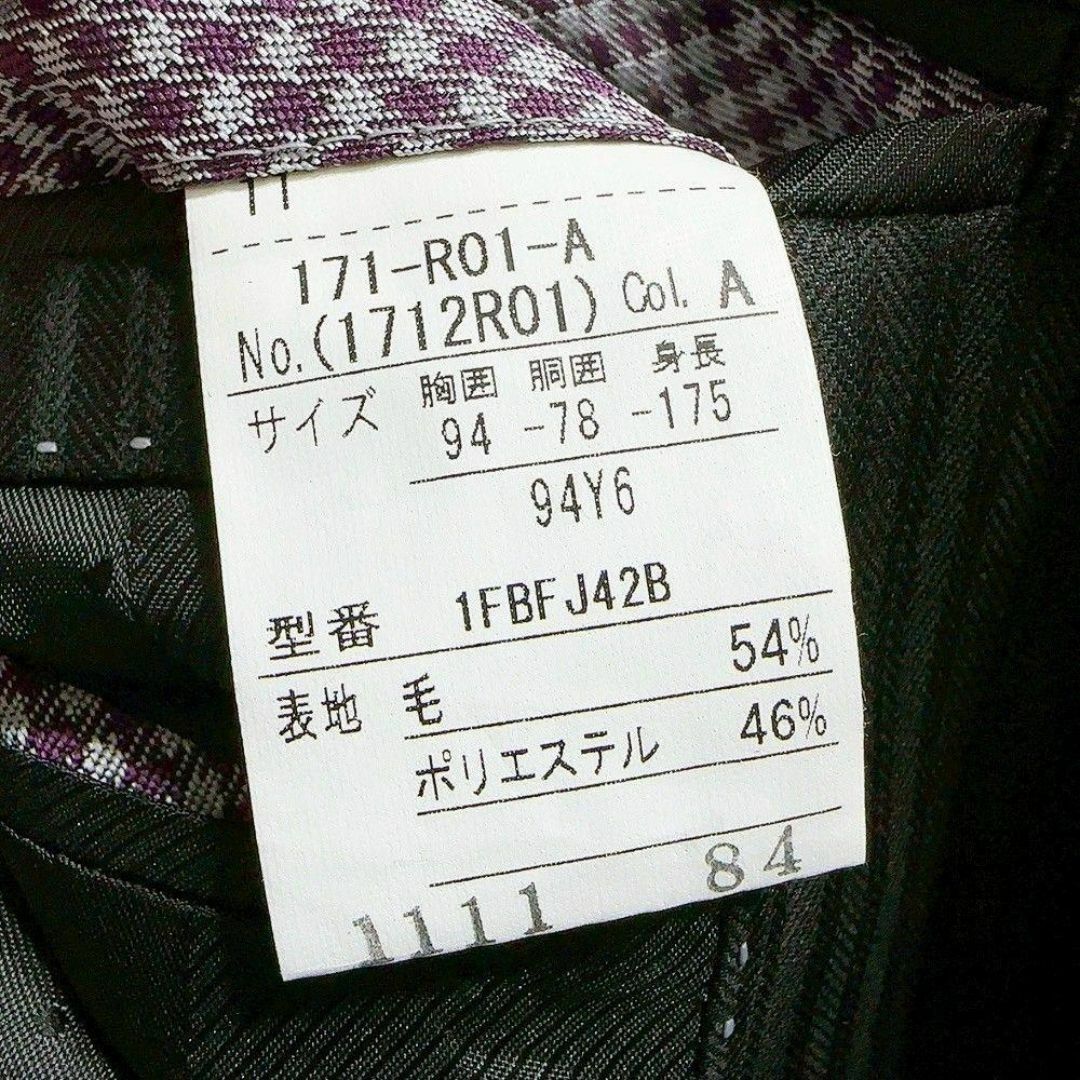 11
171-R01-A
No.(1712R01) Col. A
サイズ 胸囲 胴囲 身長
94 -78 -175
94Y6
型番 1FBFJ42B
表地 毛 54%
ポリエステル 46%
1111 84